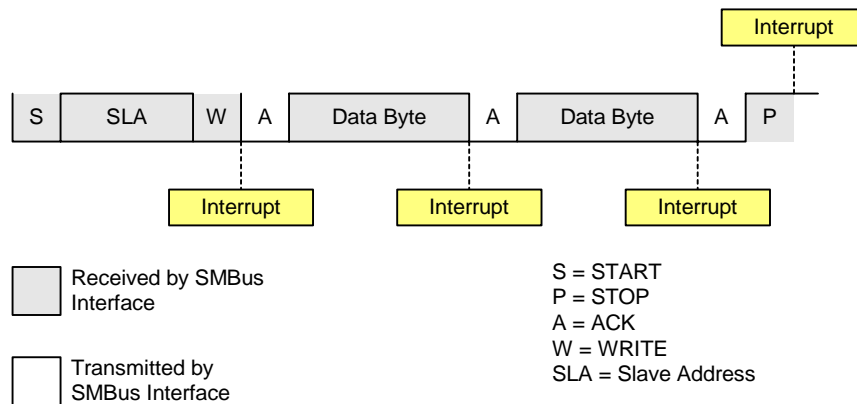 Interrupt
S SLA W A Data Byte A Data Byte A P
Interrupt Interrupt Interrupt
Received by SMBus
Interface
Transmitted by
SMBus Interface
S = START
P = STOP
A = ACK
W = WRITE
SLA = Slave Address